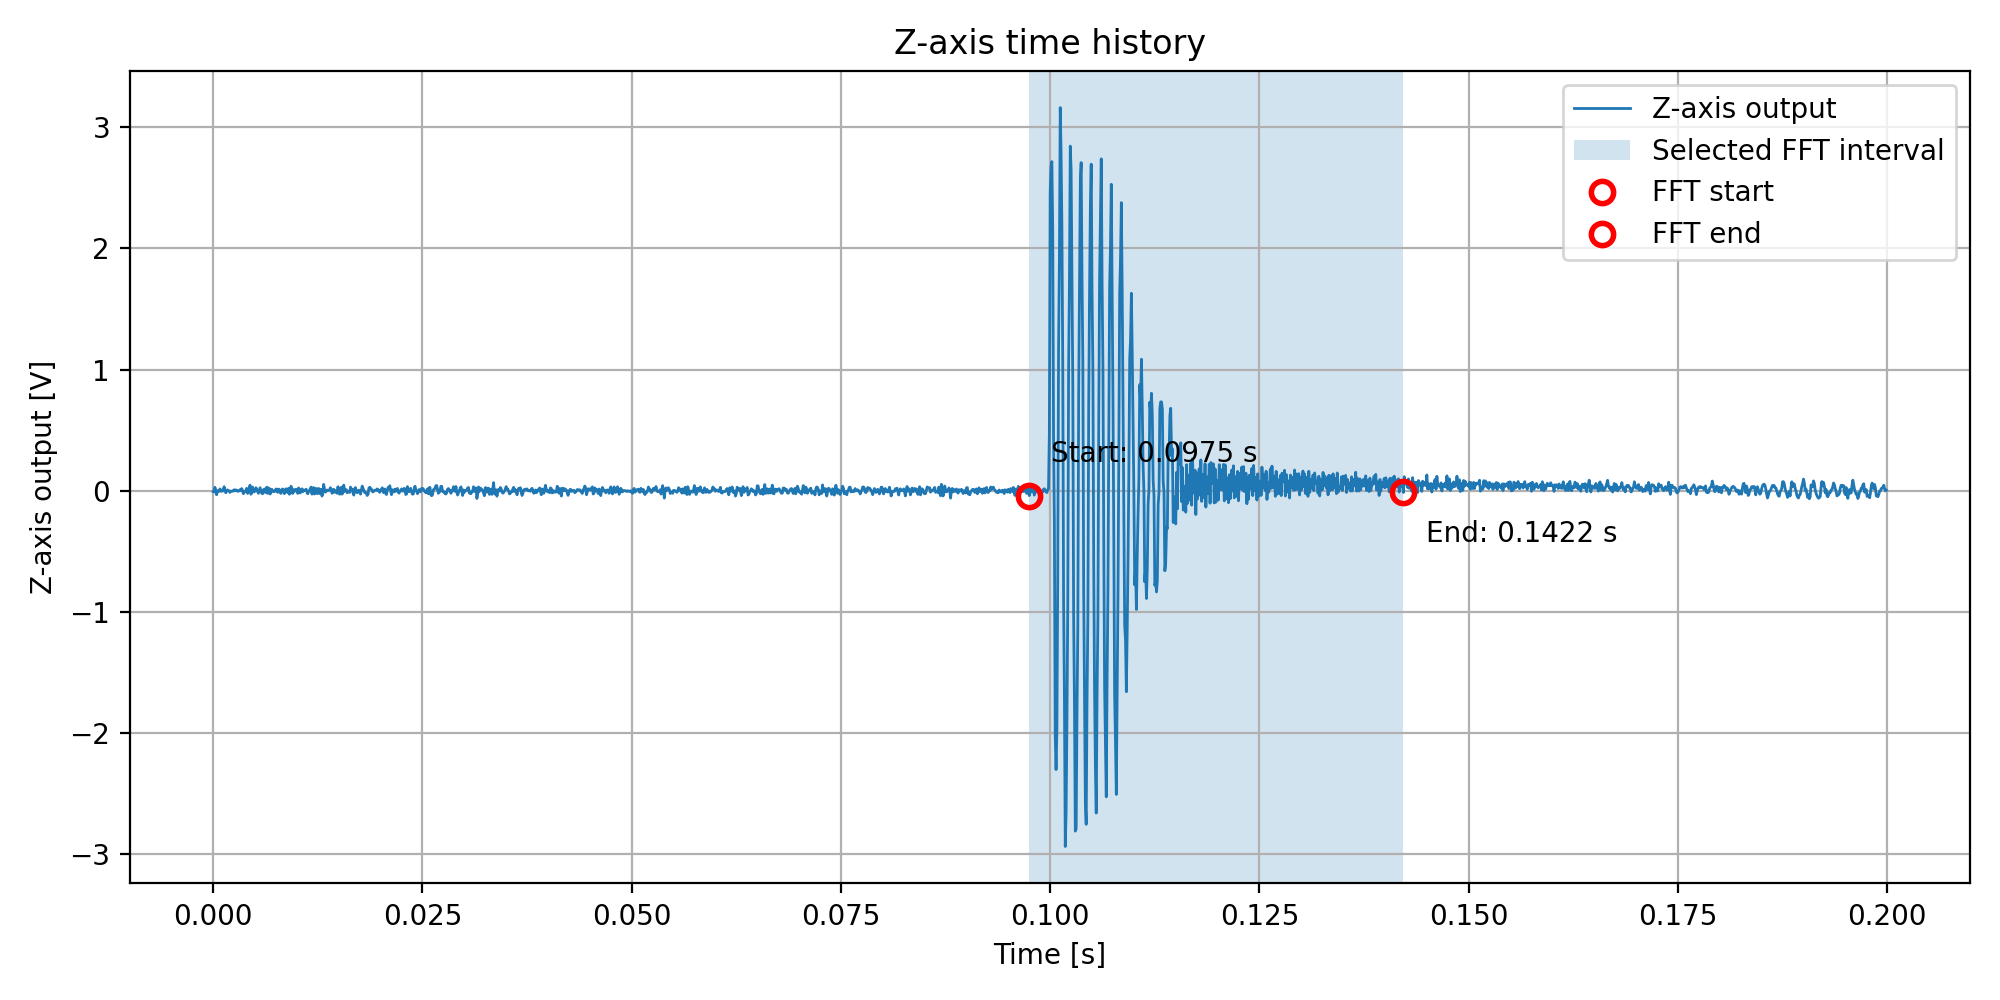 Z-axis time history
Z-axis output
Selected FFT interval
FFT start
FFT end
Start: 0.0975 s
End: 0.1422 s
Z-axis output [V]
3
2
1
0
−1
−2
−3
0.000 0.025 0.050 0.075 0.100 0.125 0.150 0.175 0.200
Time [s]